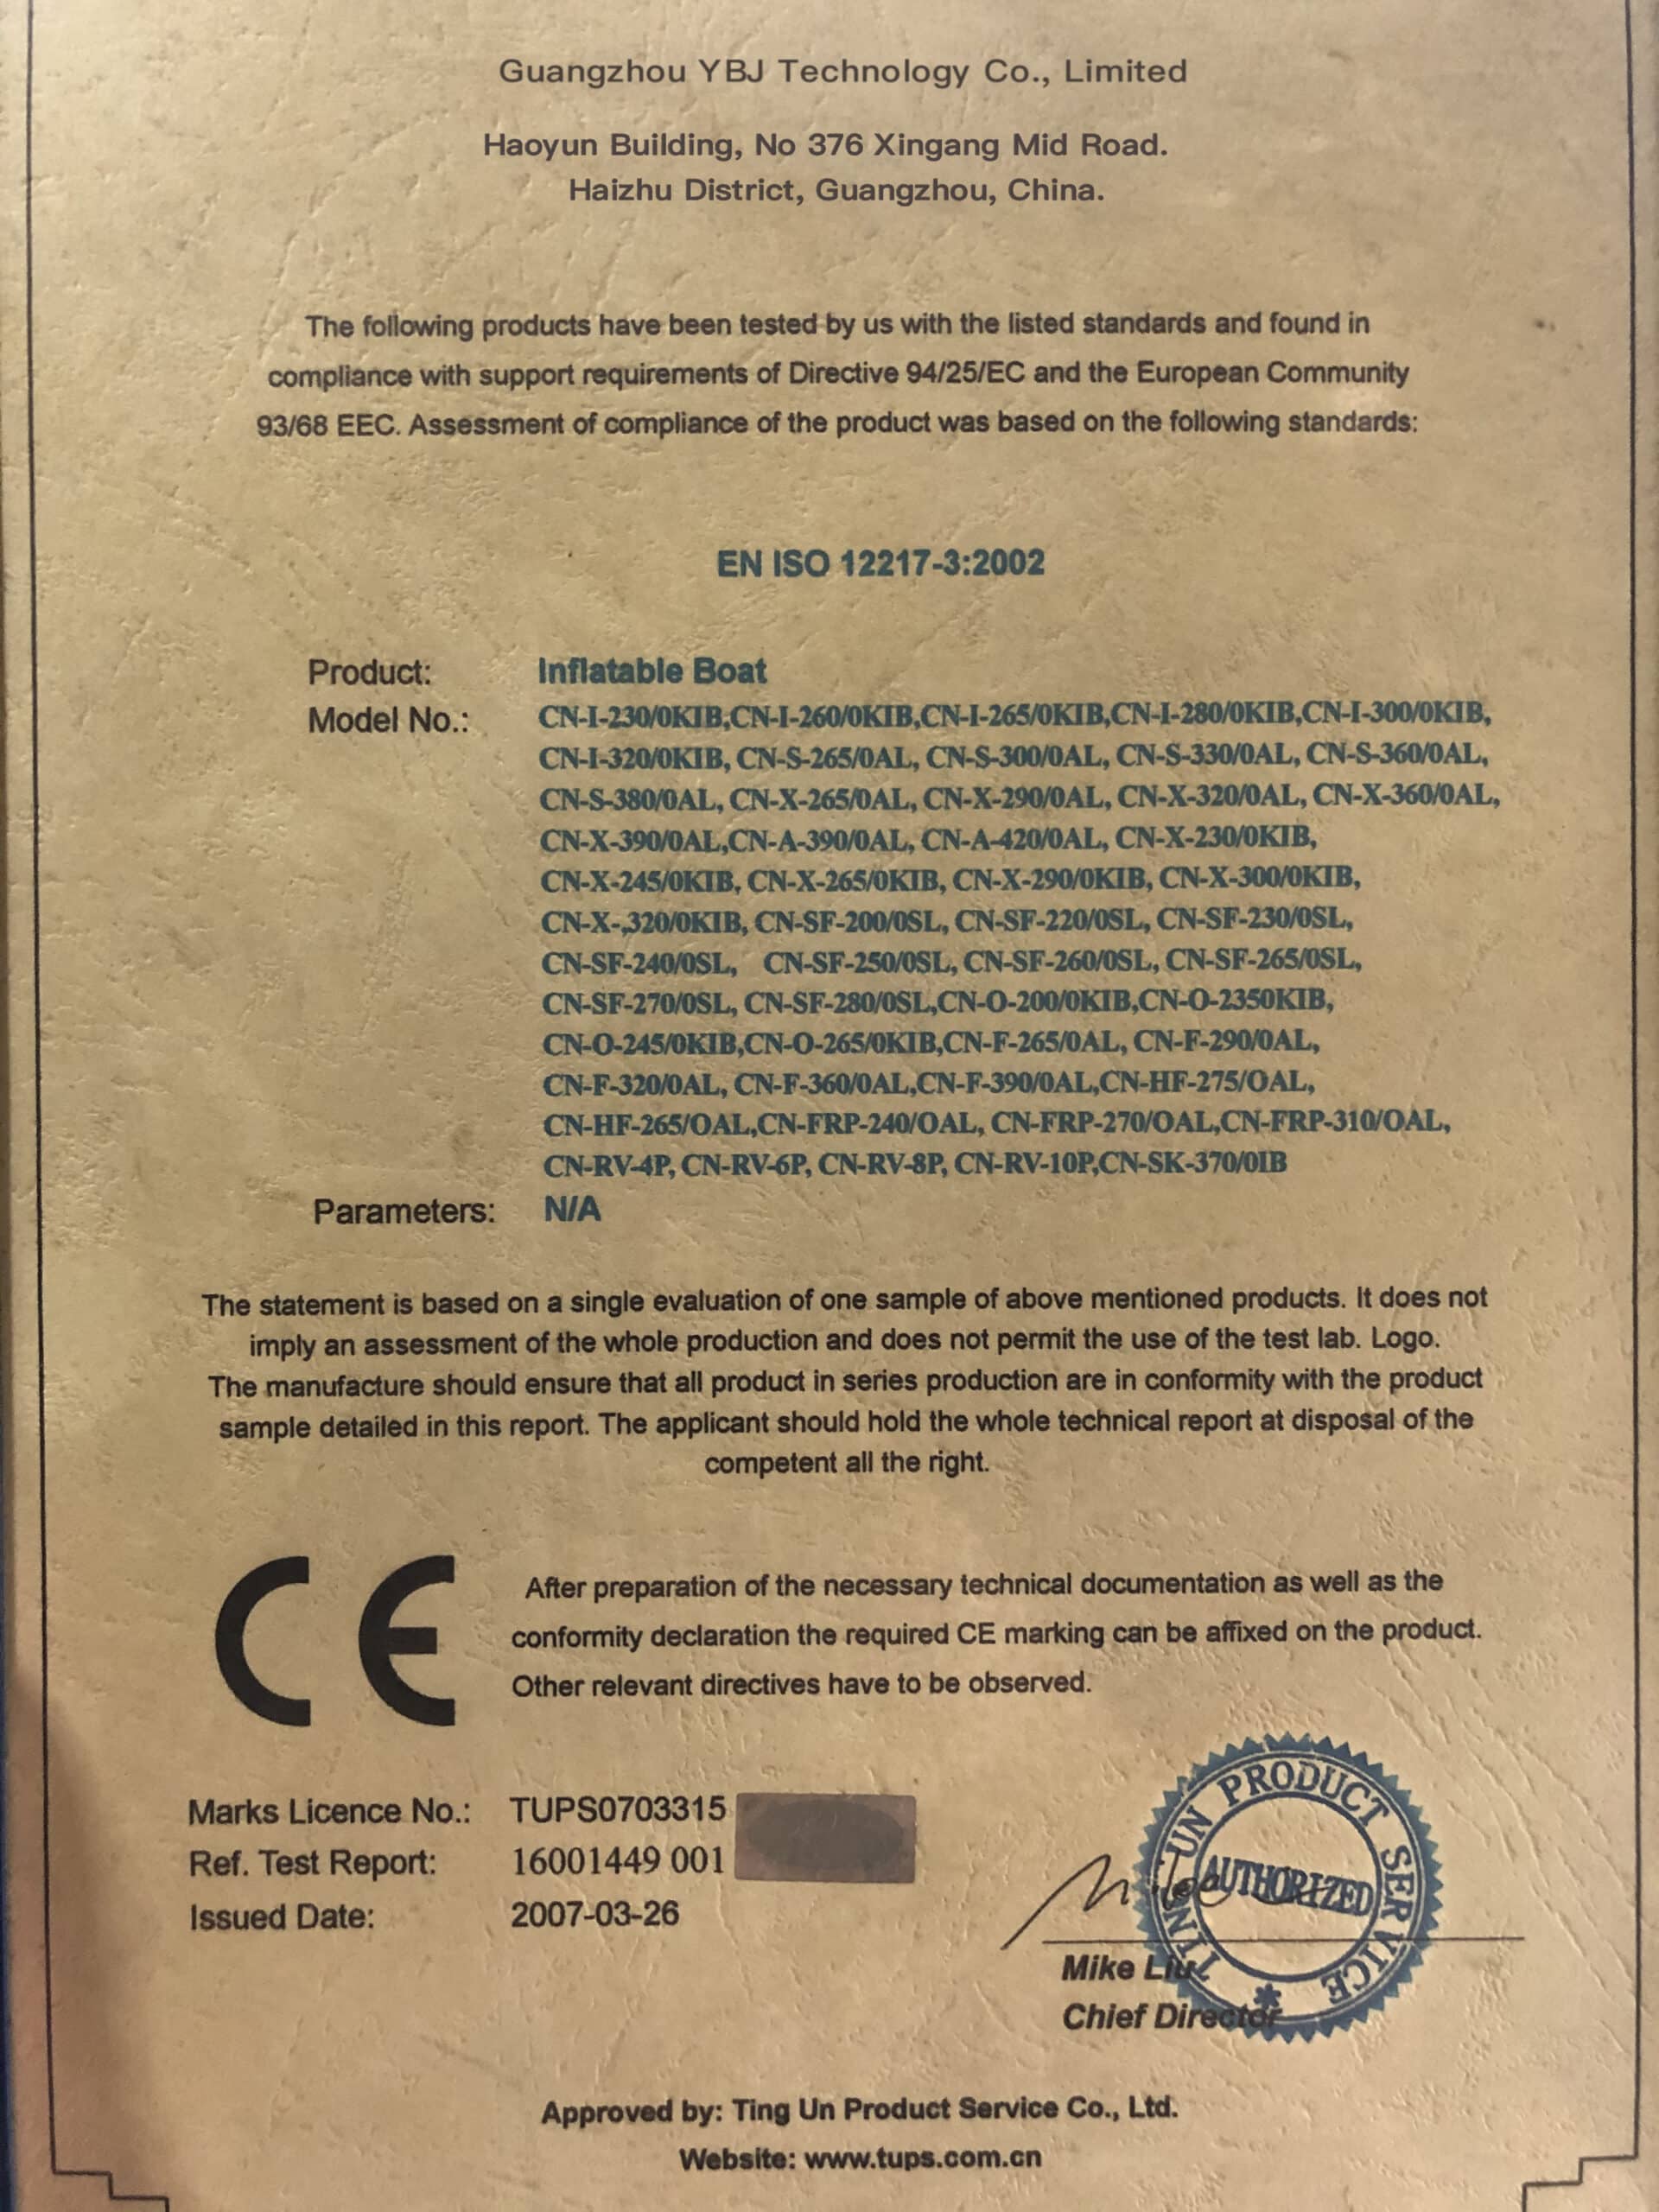 Guangzhou YBJ Technology Co., Limited
Haoyun Building, No 376 Xingang Mid Road.
Haizhu District, Guangzhou, China.
The following products have been tested by us with the listed standards and found in
compliance with support requirements of Directive 94/25/EC and the European Community
93/68 EEC. Assessment of compliance of the product was based on the following standards:
EN ISO 12217-3:2002
Product: Inflatable Boat
Model No.: CN-I-230/0KIB,CN-I-260/0KIB,CN-I-265/0KIB,CN-I-280/0KIB,CN-I-300/0KIB,
CN-I-320/0KIB, CN-S-265/0AL, CN-S-300/0AL, CN-S-330/0AL, CN-S-360/0AL,
CN-S-380/0AL, CN-X-265/0AL, CN-X-290/0AL, CN-X-320/0AL, CN-X-360/0AL,
CN-X-390/0AL,CN-A-390/0AL, CN-A-420/0AL, CN-X-230/0KIB,
CN-X-245/0KIB, CN-X-265/0KIB, CN-X-290/0KIB, CN-X-300/0KIB,
CN-X-,320/0KIB, CN-SF-200/0SL, CN-SF-220/0SL, CN-SF-230/0SL,
CN-SF-240/0SL, CN-SF-250/0SL, CN-SF-260/0SL, CN-SF-265/0SL,
CN-SF-270/0SL, CN-SF-280/0SL,CN-O-200/0KIB,CN-O-2350KIB,
CN-O-245/0KIB,CN-O-265/0KIB,CN-F-265/0AL, CN-F-290/0AL,
CN-F-320/0AL, CN-F-360/0AL,CN-F-390/0AL,CN-HF-275/OAL,
CN-HF-265/OAL,CN-FRP-240/OAL, CN-FRP-270/OAL,CN-FRP-310/OAL,
CN-RV-4P, CN-RV-6P, CN-RV-8P, CN-RV-10P,CN-SK-370/0IB
Parameters: N/A
The statement is based on a single evaluation of one sample of above mentioned products. It does not
imply an assessment of the whole production and does not permit the use of the test lab. Logo.
The manufacture should ensure that all product in series production are in conformity with the product
sample detailed in this report. The applicant should hold the whole technical report at disposal of the
competent all the right.
CE
After preparation of the necessary technical documentation as well as the
conformity declaration the required CE marking can be affixed on the product.
Other relevant directives have to be observed.
Marks Licence No.: TUPS0703315
Ref. Test Report: 16001449 001
Issued Date: 2007-03-26
TING UN PRODUCT SERVICE
AUTHORIZED
Mike Liu
Chief Director
Approved by: Ting Un Product Service Co., Ltd.
Website: www.tups.com.cn